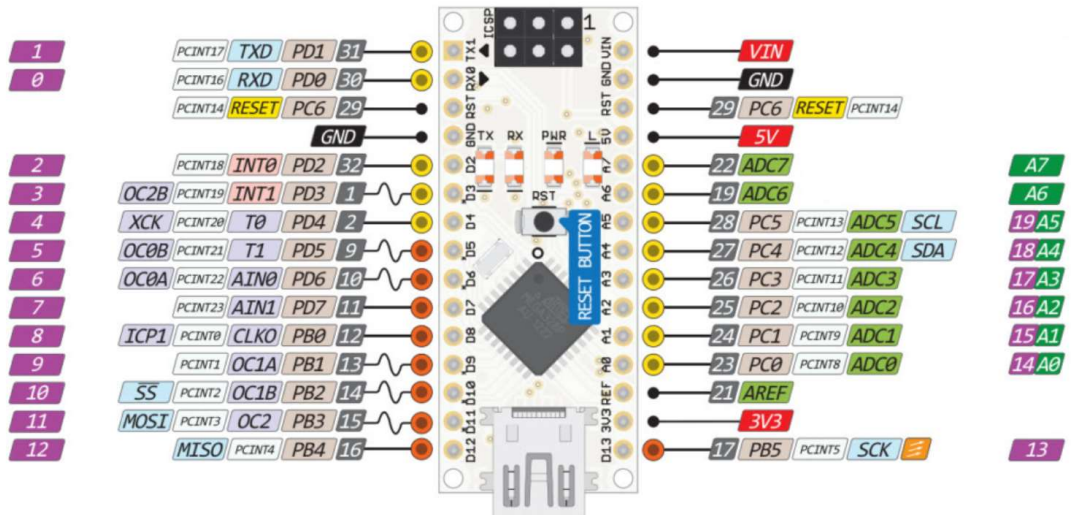 ICSP 1
1 PCINT17 TXD PD1 31 TX1 VIN VIN
0 PCINT16 RXD PD0 30 RX0 GND GND
PCINT14 RESET PC6 29 RST RST 29 PC6 RESET PCINT14
GND GND TX RX PWR L 5V 5V
2 PCINT18 INT0 PD2 32 D2 A7 22 ADC7 A7
3 OC2B PCINT19 INT1 PD3 1 D3 RST A6 19 ADC6 A6
4 XCK PCINT20 T0 PD4 2 D4 A5 28 PC5 PCINT13 ADC5 SCL 19 A5
5 OC0B PCINT21 T1 PD5 9 D5 A4 27 PC4 PCINT12 ADC4 SDA 18 A4
6 OC0A PCINT22 AIN0 PD6 10 D6 RESET BUTTON A3 26 PC3 PCINT11 ADC3 17 A3
7 PCINT23 AIN1 PD7 11 D7 A2 25 PC2 PCINT10 ADC2 16 A2
8 ICP1 PCINT0 CLKO PB0 12 D8 A1 24 PC1 PCINT9 ADC1 15 A1
9 PCINT1 OC1A PB1 13 D9 A0 23 PC0 PCINT8 ADC0 14 A0
10 SS PCINT2 OC1B PB2 14 D10 REF 21 AREF
11 MOSI PCINT3 OC2 PB3 15 D11 3V3 3V3
12 MISO PCINT4 PB4 16 D12 D13 17 PB5 PCINT5 SCK 13